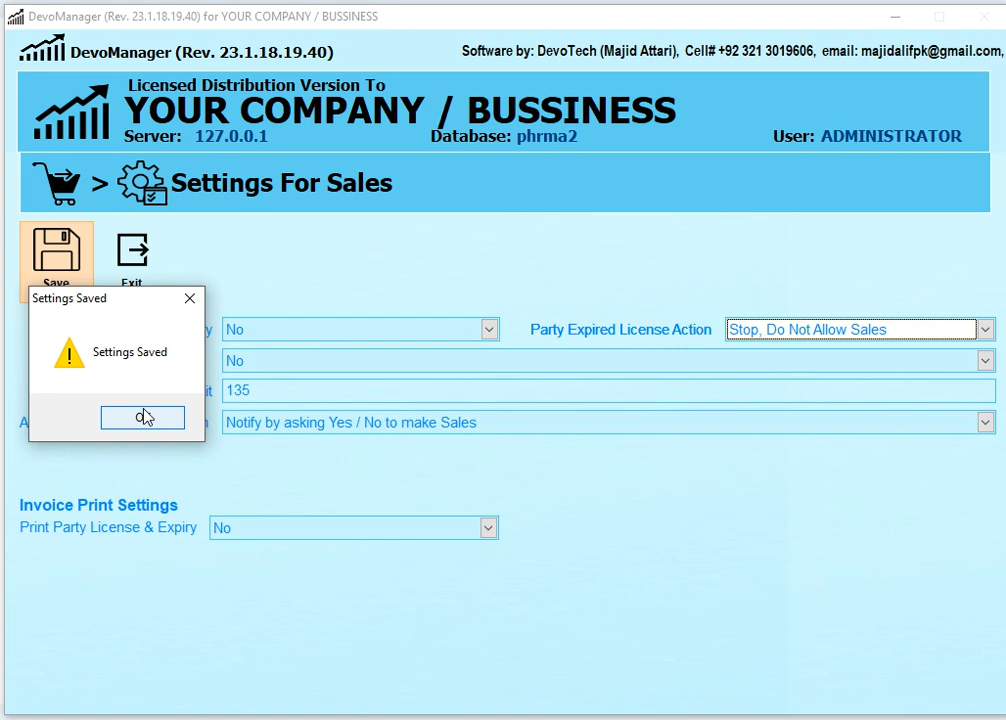 DevoManager (Rev. 23.1.18.19.40) for YOUR COMPANY / BUSSINESS
DevoManager (Rev. 23.1.18.19.40)
Software by: DevoTech (Majid Attari), Cell# +92 321 3019606, email: majidalifpk@gmail.com,
Licensed Distribution Version To
YOUR COMPANY / BUSSINESS
Server: 127.0.0.1 Database: phrma2 User: ADMINISTRATOR
> Settings For Sales
Save Exit
Settings Saved
Settings Saved
y No Party Expired License Action Stop, Do Not Allow Sales
No
it 135
A n Notify by asking Yes / No to make Sales
Invoice Print Settings
Print Party License & Expiry No